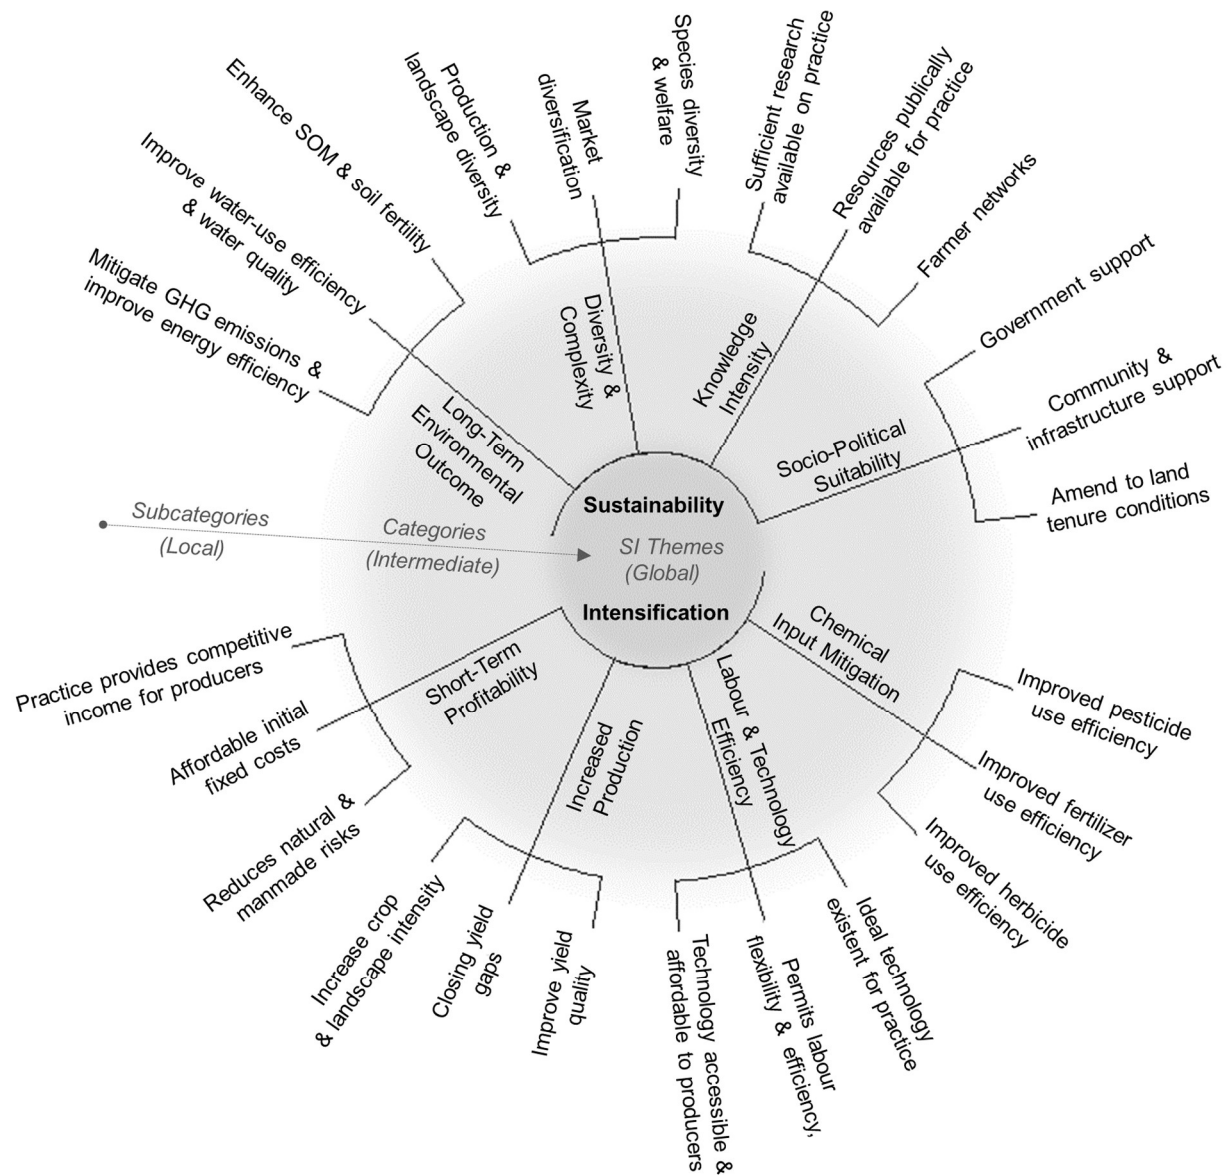 Mitigate GHG emissions &
improve energy efficiency
Improve water-use efficiency
& water quality
Enhance SOM & soil fertility
Long-Term
Environmental
Outcome
Production &
landscape diversity
Market
diversification
Species diversity
& welfare
Diversity &
Complexity
Sufficient research
available on practice
Resources publically
available for practice
Farmer networks
Knowledge
Intensity
Government support
Community &
infrastructure support
Amend to land
tenure conditions
Socio-Political
Suitability
Sustainability
SI Themes
(Global)
Intensification
Subcategories
(Local)
Categories
(Intermediate)
Chemical
Input Mitigation
Improved pesticide
use efficiency
Improved fertilizer
use efficiency
Improved herbicide
use efficiency
Labour & Technology
Efficiency
Ideal technology
existent for practice
Permits labour
flexibility & efficiency,
Technology accessible &
affordable to producers
Increased
Production
Improve yield
quality
Closing yield
gaps
Increase crop
& landscape intensity
Short-Term
Profitability
Reduces natural &
manmade risks
Affordable initial
fixed costs
Practice provides competitive
income for producers